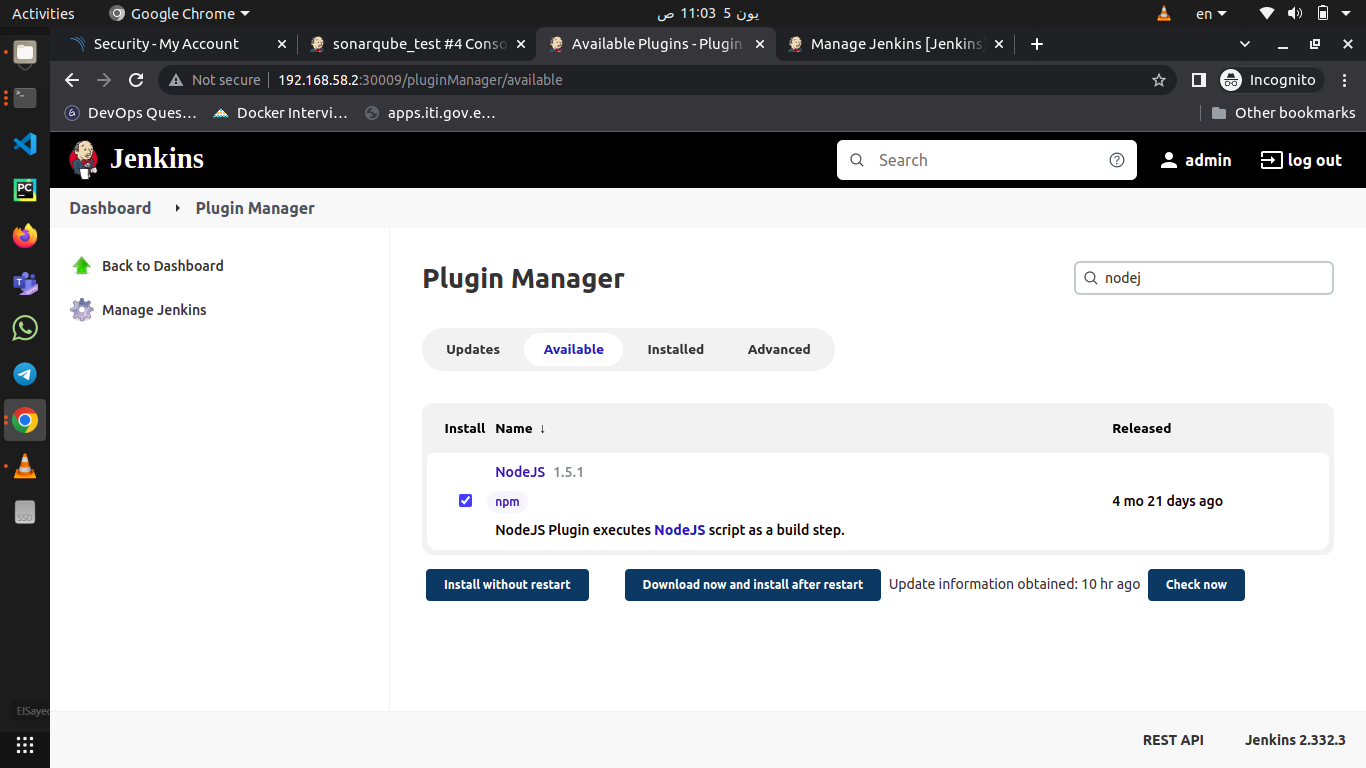 Activities
Google Chrome
يون 5 11:03 ص
en
Security - My Account
sonarqube_test #4 Conso
Available Plugins - Plugin
Manage Jenkins [Jenkins]
Not secure
192.168.58.2:30009/pluginManager/available
Incognito
DevOps Ques...
Docker Intervi...
apps.iti.gov.e...
Other bookmarks
Jenkins
Search
admin
log out
Dashboard
Plugin Manager
Back to Dashboard
Manage Jenkins
Plugin Manager
nodej
Updates
Available
Installed
Advanced
Install Name ↓
Released
NodeJS 1.5.1
npm
4 mo 21 days ago
NodeJS Plugin executes NodeJS script as a build step.
Install without restart
Download now and install after restart
Update information obtained: 10 hr ago
Check now
PC
SSD
ElSayed
REST API
Jenkins 2.332.3